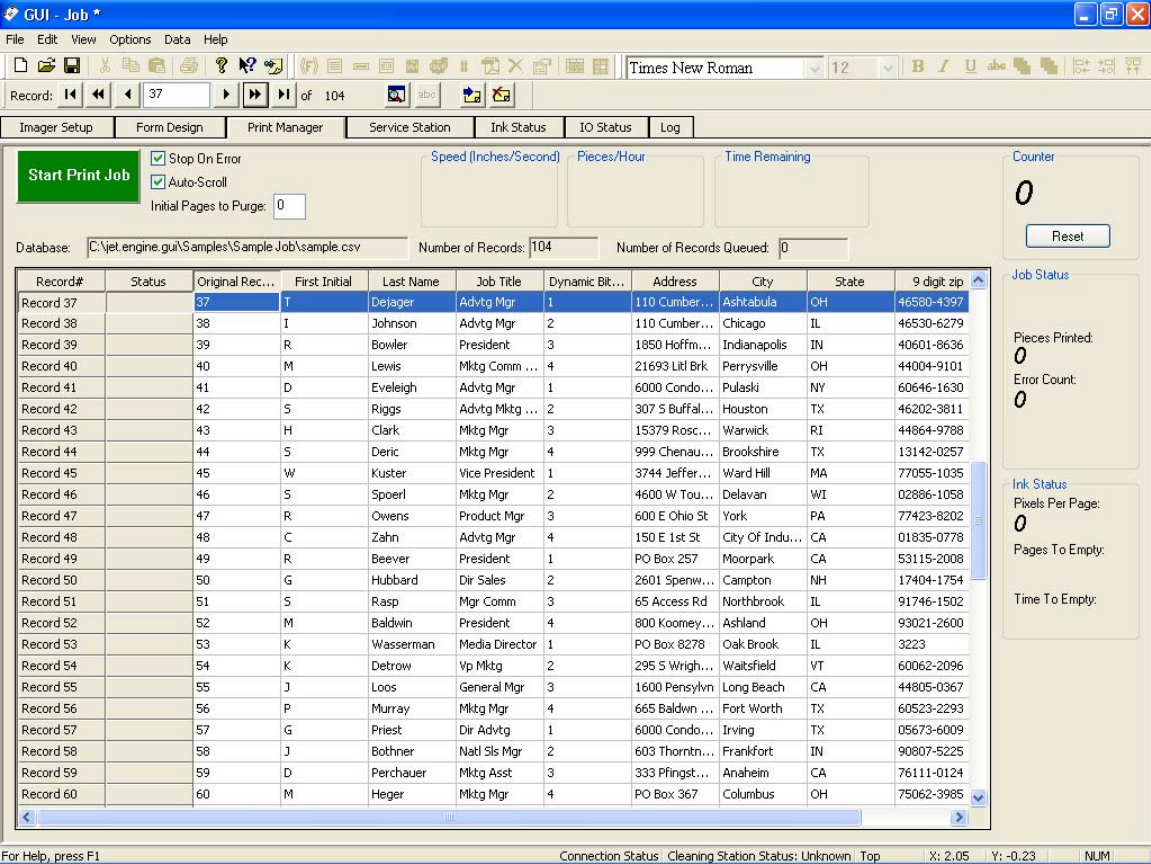 GUI - Job *
File Edit View Options Data Help
Times New Roman 12 B I U abc
Record: 37 of 104 abc
Imager Setup Form Design Print Manager Service Station Ink Status IO Status Log
Start Print Job
Stop On Error
Auto-Scroll
Initial Pages to Purge: 0
Speed (Inches/Second) Pieces/Hour Time Remaining
Counter
0
Reset
Database: C:\jet.engine.gui\Samples\Sample Job\sample.csv Number of Records: 104 Number of Records Queued: 0
Record# Status Original Rec... First Initial Last Name Job Title Dynamic Bit... Address City State 9 digit zip
Record 37 37 T Dejager Advtg Mgr 1 110 Cumber... Ashtabula OH 46580-4397
Record 38 38 I Johnson Advtg Mgr 2 110 Cumber... Chicago IL 46530-6279
Record 39 39 R Bowler President 3 1850 Hoffm... Indianapolis IN 40601-8636
Record 40 40 M Lewis Mktg Comm ... 4 21693 Litl Brk Perrysville OH 44004-9101
Record 41 41 D Eveleigh Advtg Mgr 1 6000 Condo... Pulaski NY 60646-1630
Record 42 42 S Riggs Advtg Mktg ... 2 307 S Buffal... Houston TX 46202-3811
Record 43 43 H Clark Mktg Mgr 3 15379 Rosc... Warwick RI 44864-9788
Record 44 44 S Deric Mktg Mgr 4 999 Chenau... Brookshire TX 13142-0257
Record 45 45 W Kuster Vice President 1 3744 Jeffer... Ward Hill MA 77055-1035
Record 46 46 S Spoerl Mktg Mgr 2 4600 W Tou... Delavan WI 02886-1058
Record 47 47 R Owens Product Mgr 3 600 E Ohio St York PA 77423-8202
Record 48 48 C Zahn Advtg Mgr 4 150 E 1st St City Of Indu... CA 01835-0778
Record 49 49 R Beever President 1 PO Box 257 Moorpark CA 53115-2008
Record 50 50 G Hubbard Dir Sales 2 2601 Spenw... Campton NH 17404-1754
Record 51 51 S Rasp Mgr Comm 3 65 Access Rd Northbrook IL 91746-1502
Record 52 52 M Baldwin President 4 800 Koomey... Ashland OH 93021-2600
Record 53 53 K Wasserman Media Director 1 PO Box 8278 Oak Brook IL 3223
Record 54 54 K Detrow Vp Mktg 2 295 S Wrigh... Waitsfield VT 60062-2096
Record 55 55 J Loos General Mgr 3 1600 Pensylvn Long Beach CA 44805-0367
Record 56 56 P Murray Mktg Mgr 4 665 Baldwn ... Fort Worth TX 60523-2293
Record 57 57 G Priest Dir Advtg 1 6000 Condo... Irving TX 05673-6009
Record 58 58 J Bothner Natl Sls Mgr 2 603 Thorntn... Frankfort IN 90807-5225
Record 59 59 D Perchauer Mktg Asst 3 333 Pfingst... Anaheim CA 76111-0124
Record 60 60 M Heger Mktg Mgr 4 PO Box 367 Columbus OH 75062-3985
Job Status
Pieces Printed:
0
Error Count:
0
Ink Status
Pixels Per Page:
0
Pages To Empty:
Time To Empty:
For Help, press F1 Connection Status Cleaning Station Status: Unknown Top X: 2.05 Y: -0.23 NUM